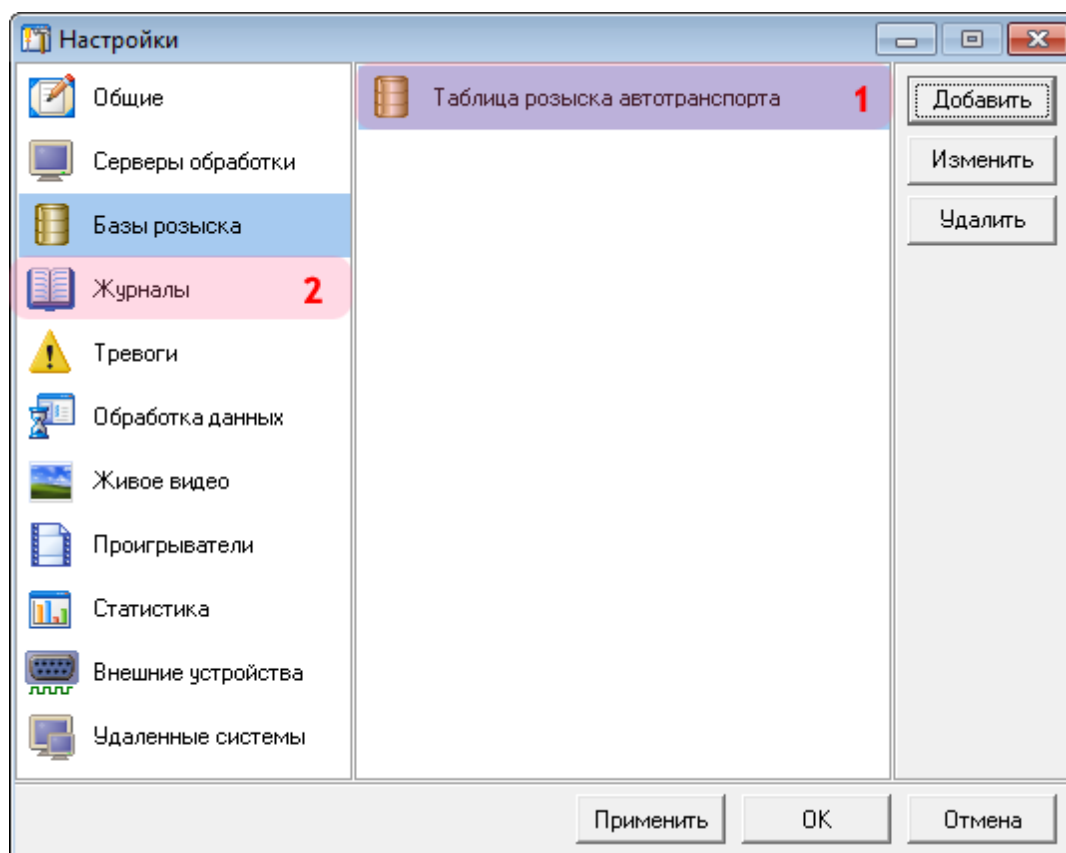 Настройки
Общие
Серверы обработки
Базы розыска
Журналы 2
Тревоги
Обработка данных
Живое видео
Проигрыватели
Статистика
Внешние устройства
Удаленные системы
Таблица розыска автотранспорта 1
Добавить
Изменить
Удалить
Применить
OK
Отмена